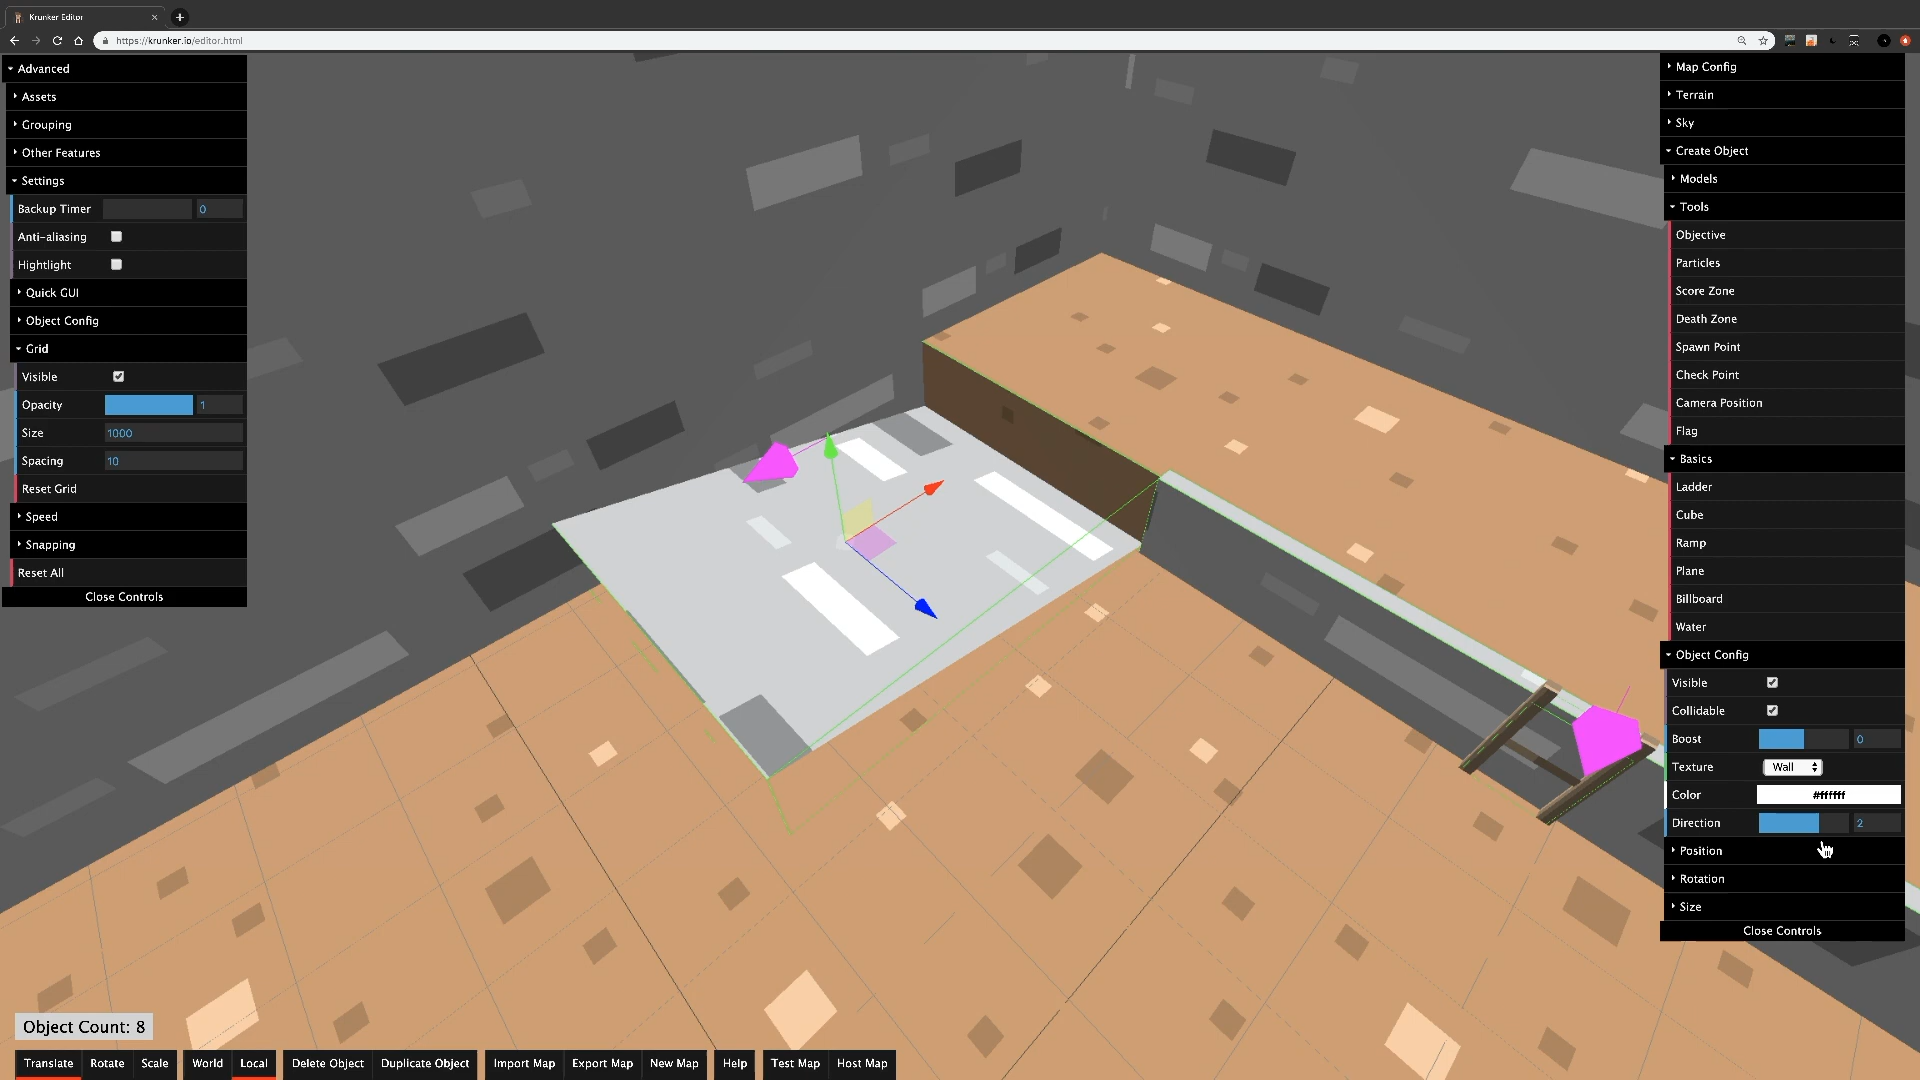 Krunker Editor
https://krunker.io/editor.html
Advanced
Assets
Grouping
Other Features
Settings
Backup Timer 0
Anti-aliasing
Hightlight
Quick GUI
Object Config
Grid
Visible
Opacity 1
Size 1000
Spacing 10
Reset Grid
Speed
Snapping
Reset All
Close Controls
Map Config
Terrain
Sky
Create Object
Models
Tools
Objective
Particles
Score Zone
Death Zone
Spawn Point
Check Point
Camera Position
Flag
Basics
Ladder
Cube
Ramp
Plane
Billboard
Water
Object Config
Visible
Collidable
Boost 0
Texture Wall
Color #ffffff
Direction 2
Position
Rotation
Size
Close Controls
Object Count: 8
Translate Rotate Scale World Local Delete Object Duplicate Object Import Map Export Map New Map Help Test Map Host Map